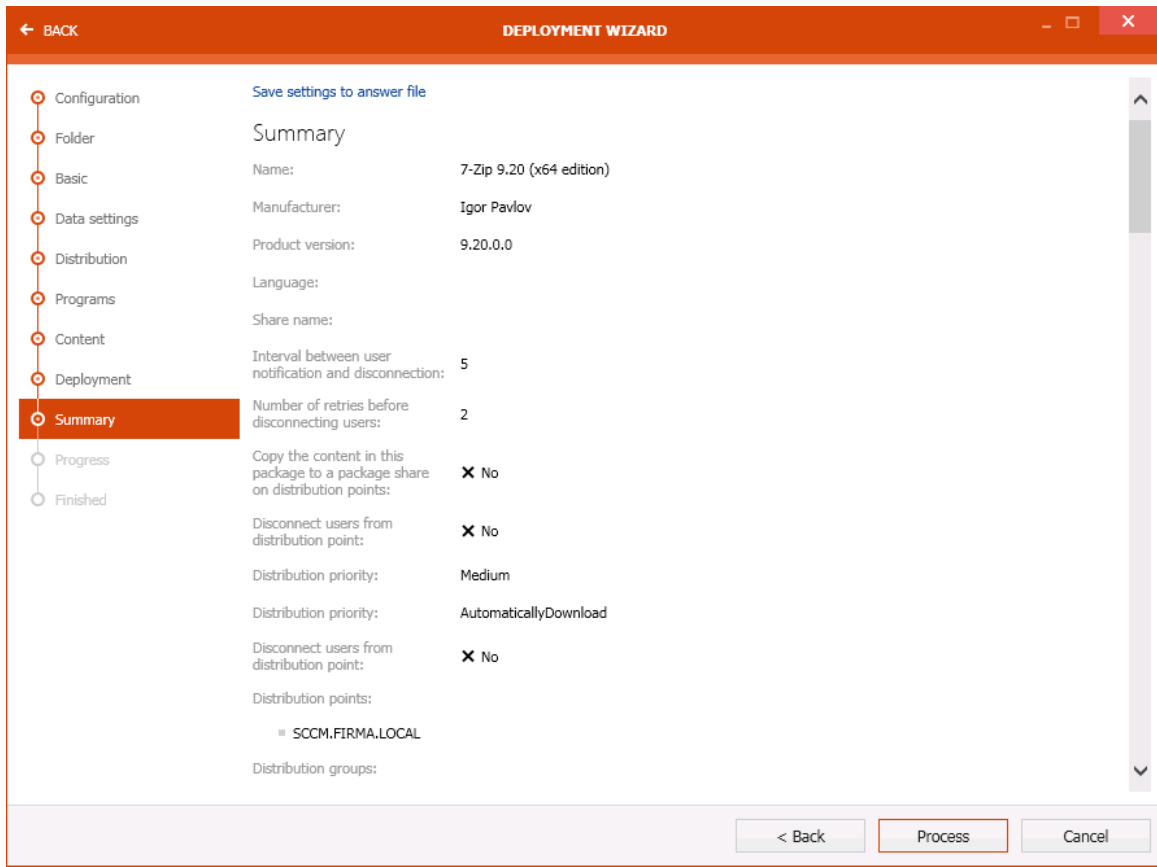 BACK
DEPLOYMENT WIZARD
Configuration
Folder
Basic
Data settings
Distribution
Programs
Content
Deployment
Summary
Progress
Finished
Save settings to answer file
Summary
Name: 7-Zip 9.20 (x64 edition)
Manufacturer: Igor Pavlov
Product version: 9.20.0.0
Language:
Share name:
Interval between user
notification and disconnection: 5
Number of retries before
disconnecting users: 2
Copy the content in this
package to a package share
on distribution points: No
Disconnect users from
distribution point: No
Distribution priority: Medium
Distribution priority: AutomaticallyDownload
Disconnect users from
distribution point: No
Distribution points:
SCCM.FIRMA.LOCAL
Distribution groups:
< Back
Process
Cancel